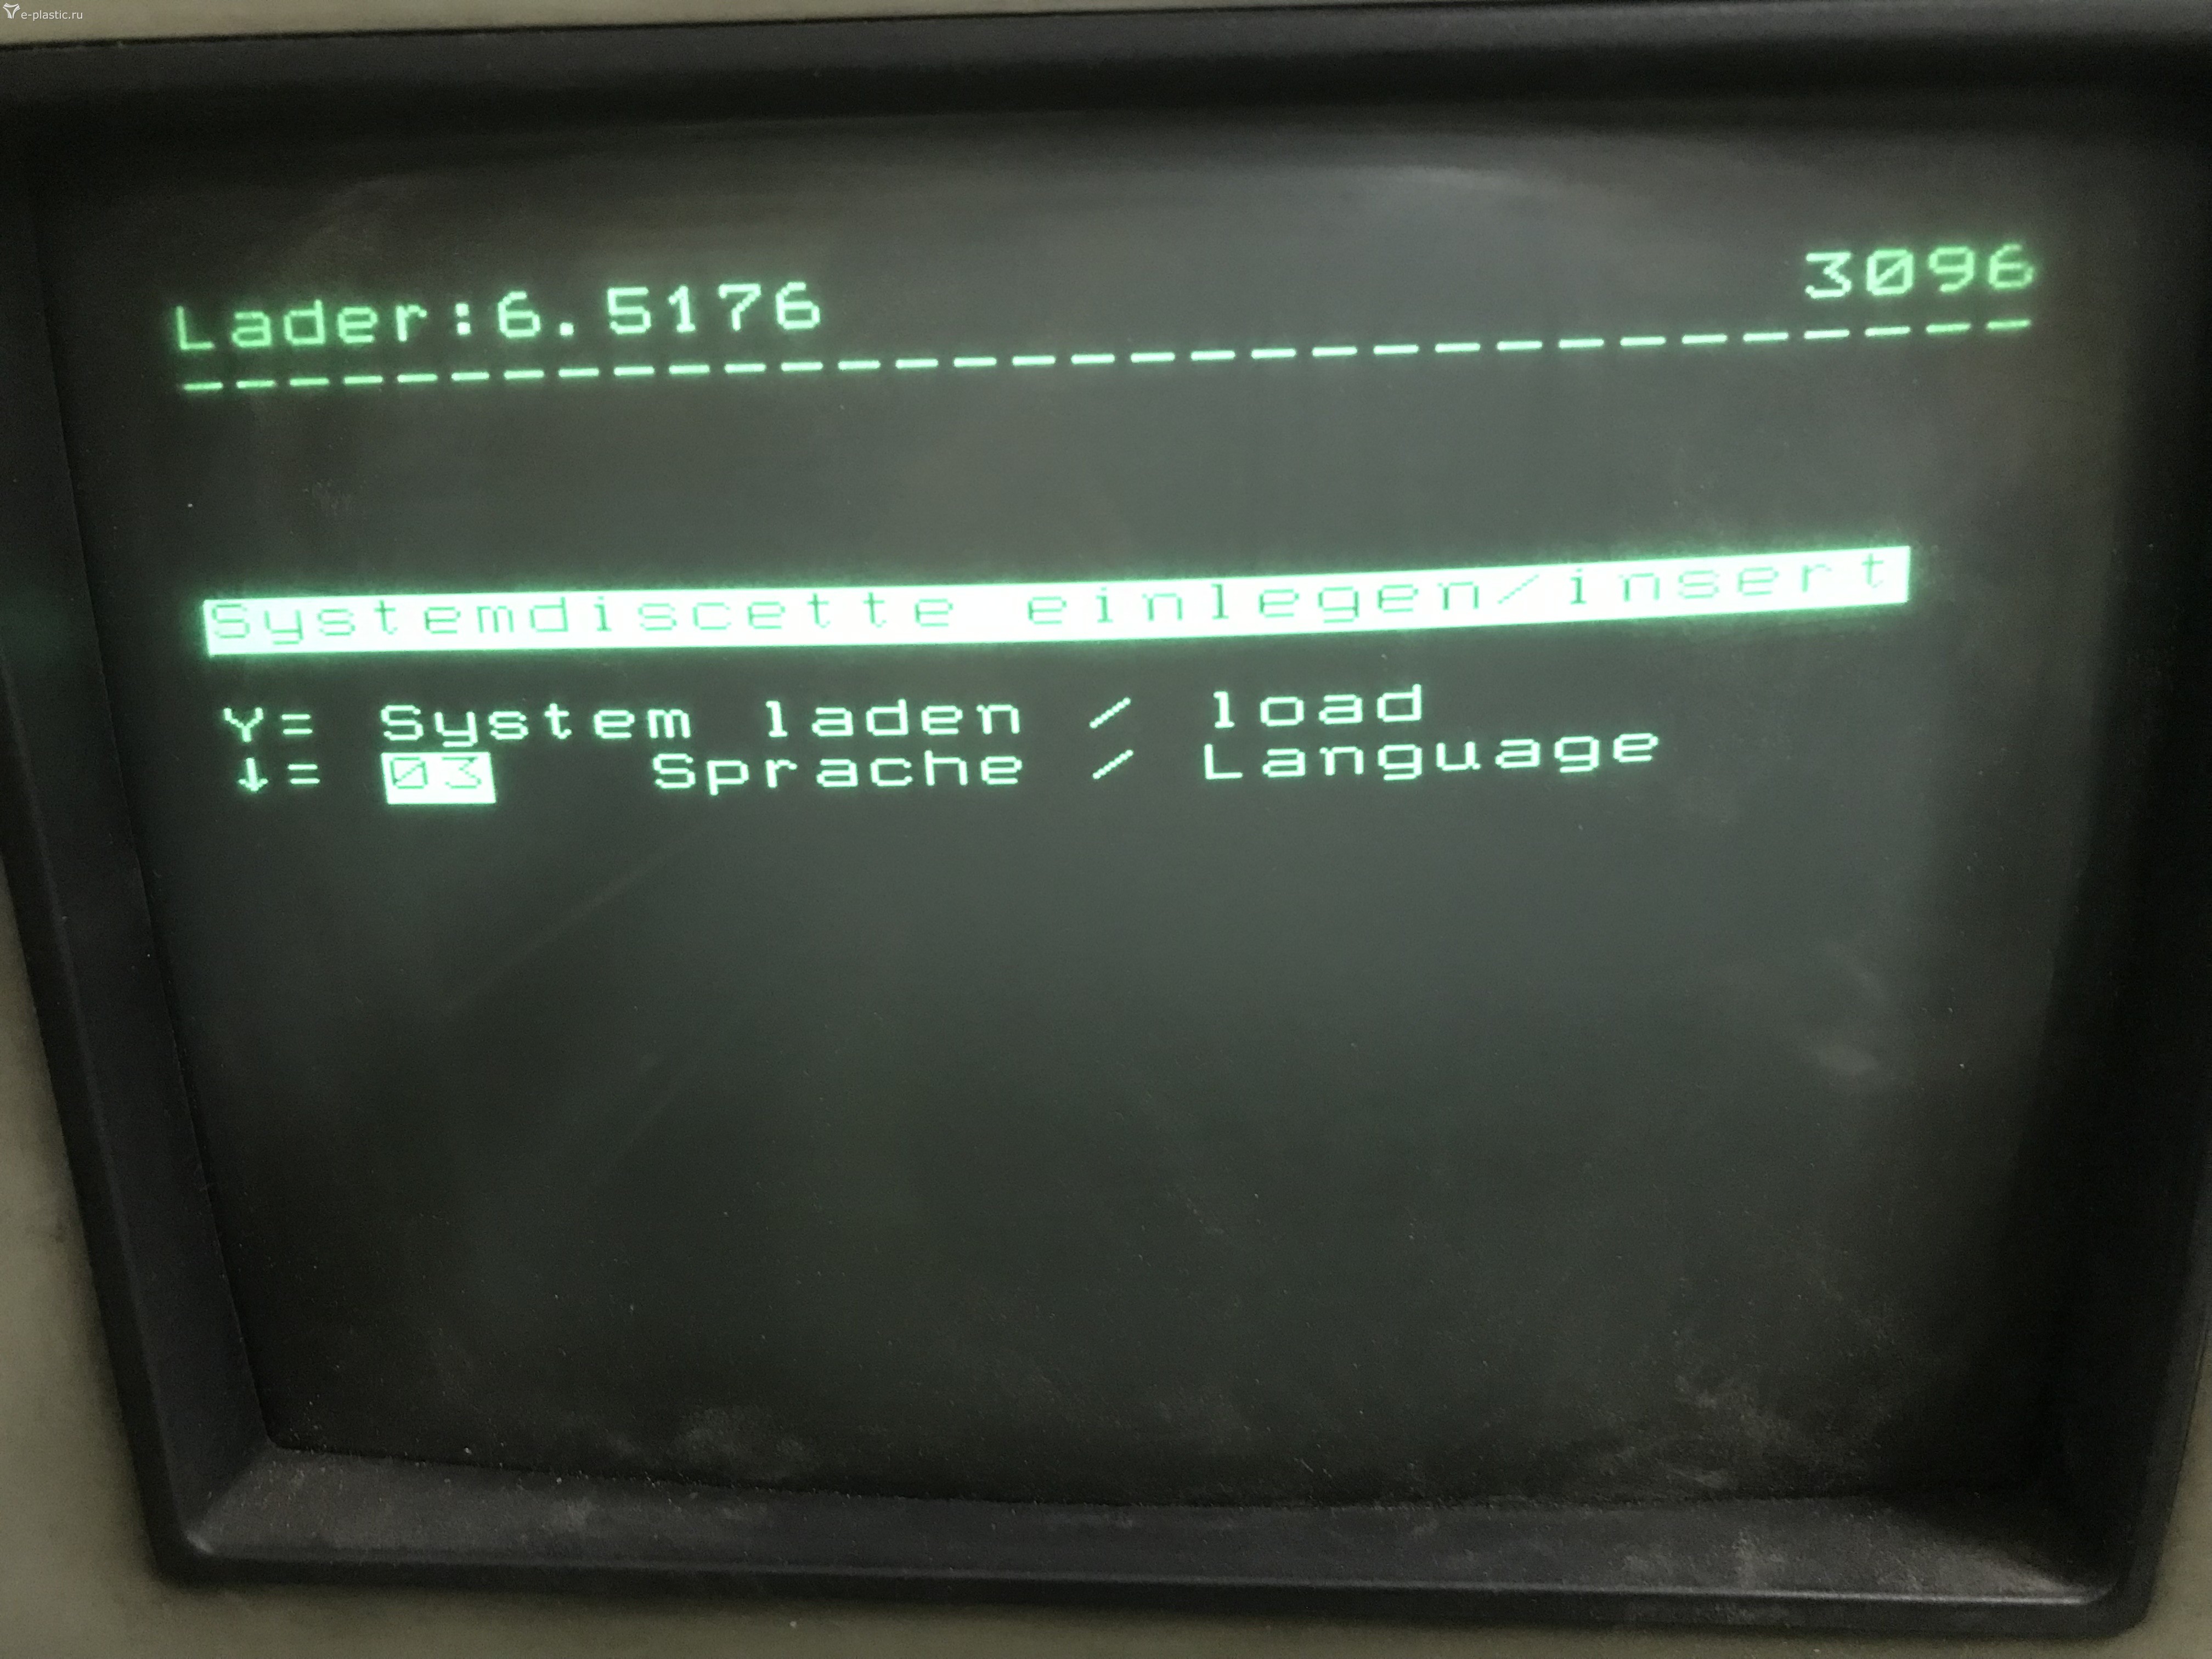 e-plastic.ru
Lader:6.5176 3096
--------------------------------
Systemdiscette einlegen/insert
Y= System laden / load
↓= 03 Sprache / Language